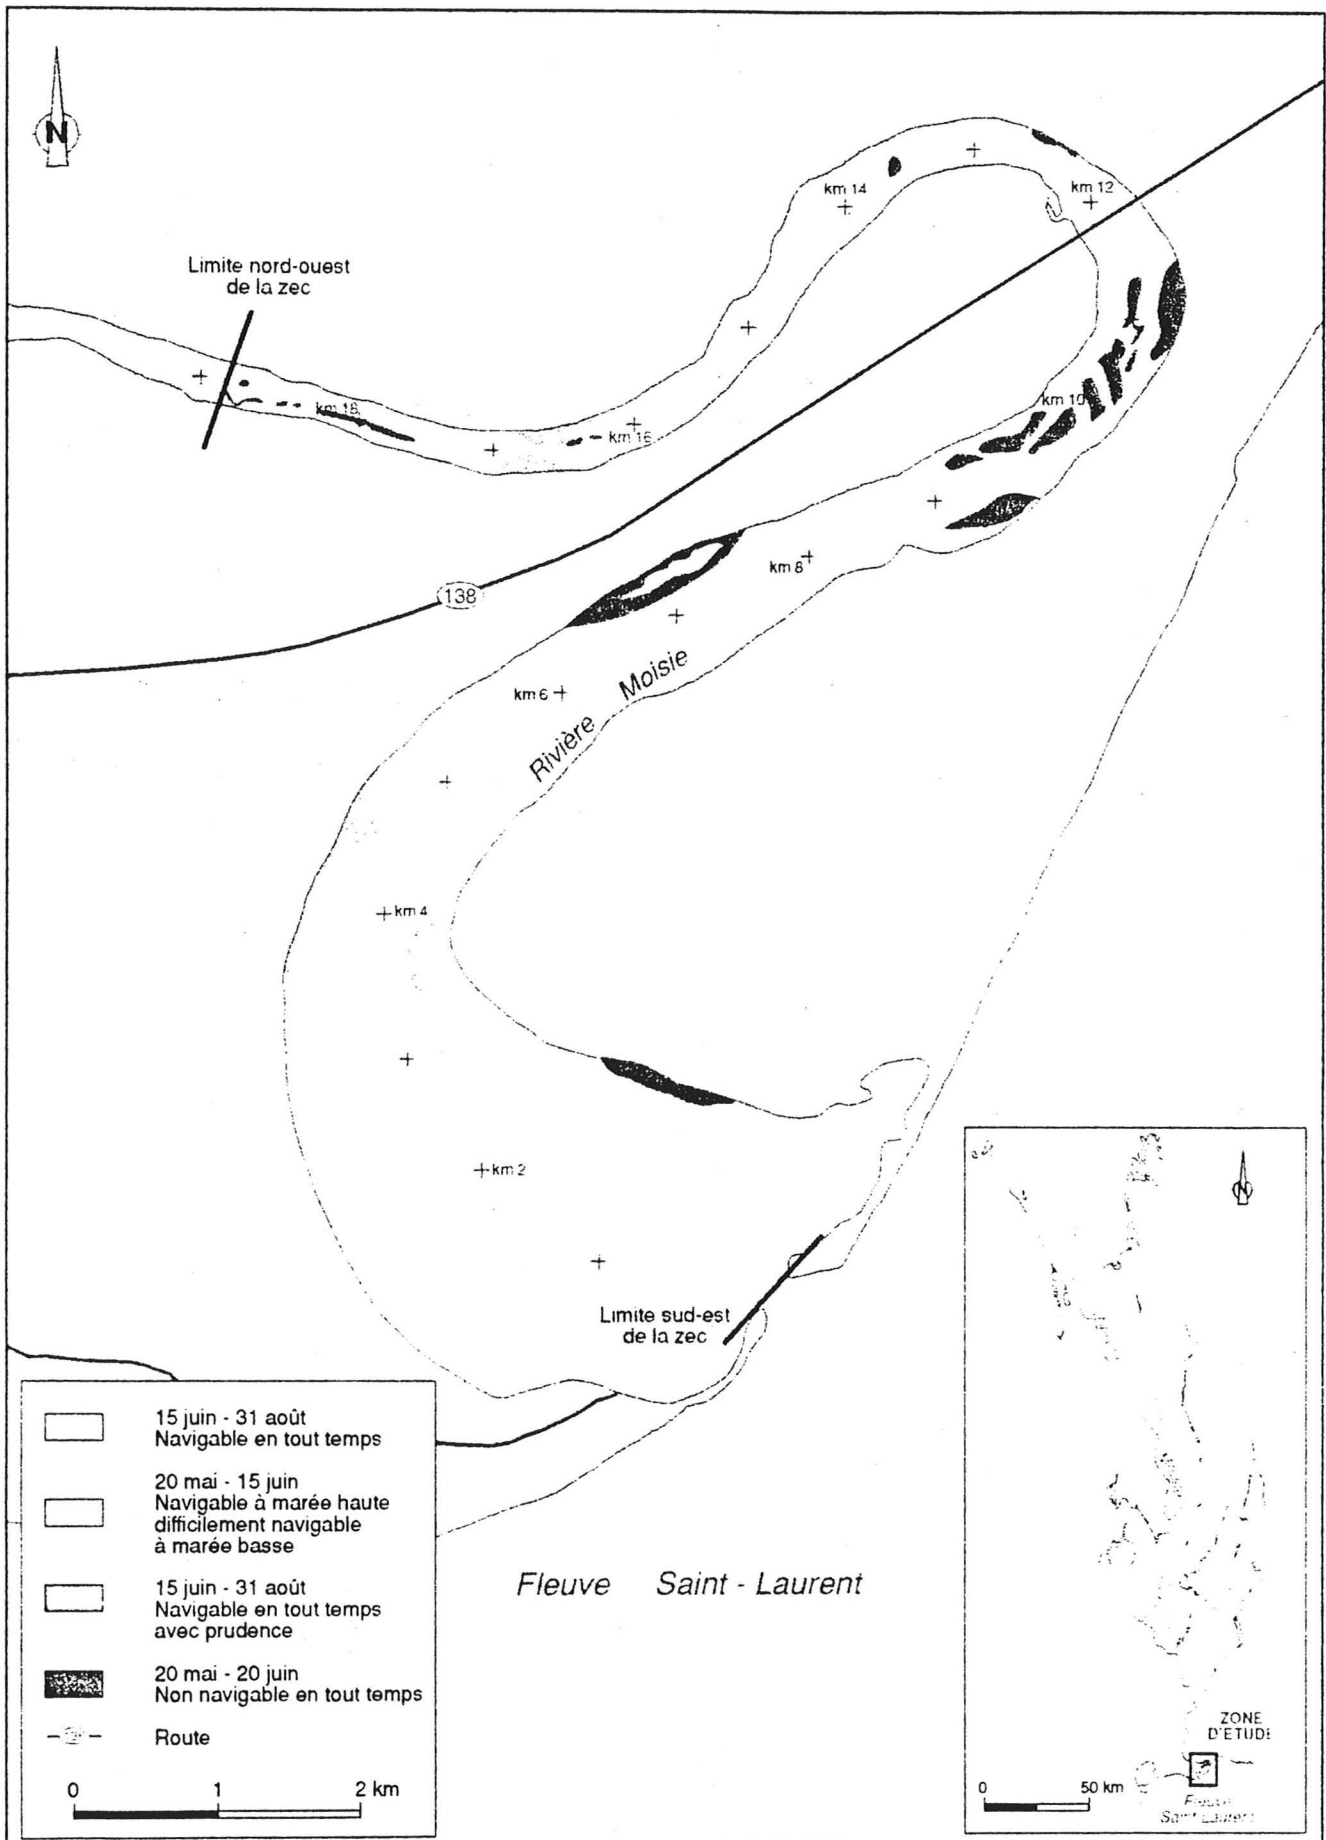 N
km 14
km 12
Limite nord-ouest
de la zec
km 18
km 16
km 10
138
km 8
km 6
Rivière Moisie
km 4
km 2
Limite sud-est
de la zec
15 juin - 31 août
Navigable en tout temps
20 mai - 15 juin
Navigable à marée haute
difficilement navigable
à marée basse
15 juin - 31 août
Navigable en tout temps
avec prudence
20 mai - 20 juin
Non navigable en tout temps
Route
0 1 2 km
Fleuve Saint - Laurent
N
ZONE
D'ETUDE
0 50 km
Fleuve
Saint-Laurent